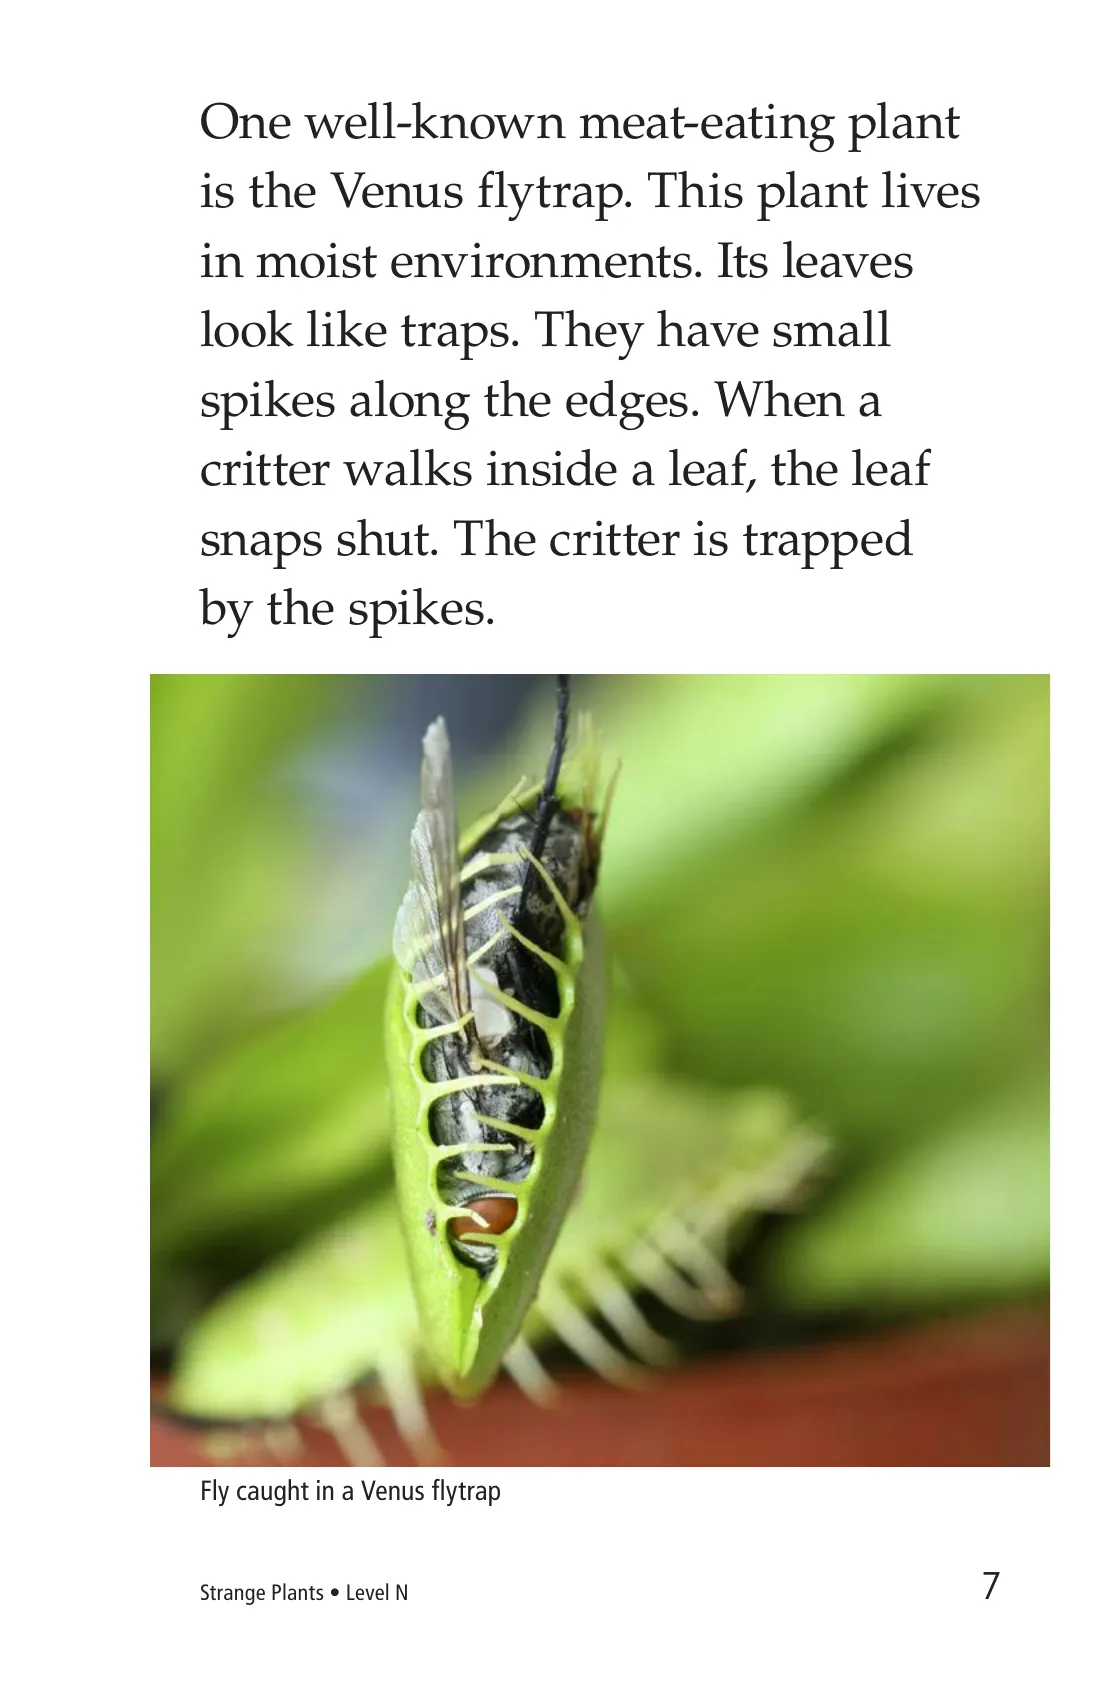 One well-known meat-eating plant
is the Venus flytrap. This plant lives
in moist environments. Its leaves
look like traps. They have small
spikes along the edges. When a
critter walks inside a leaf, the leaf
snaps shut. The critter is trapped
by the spikes.
Fly caught in a Venus flytrap
Strange Plants • Level N
7